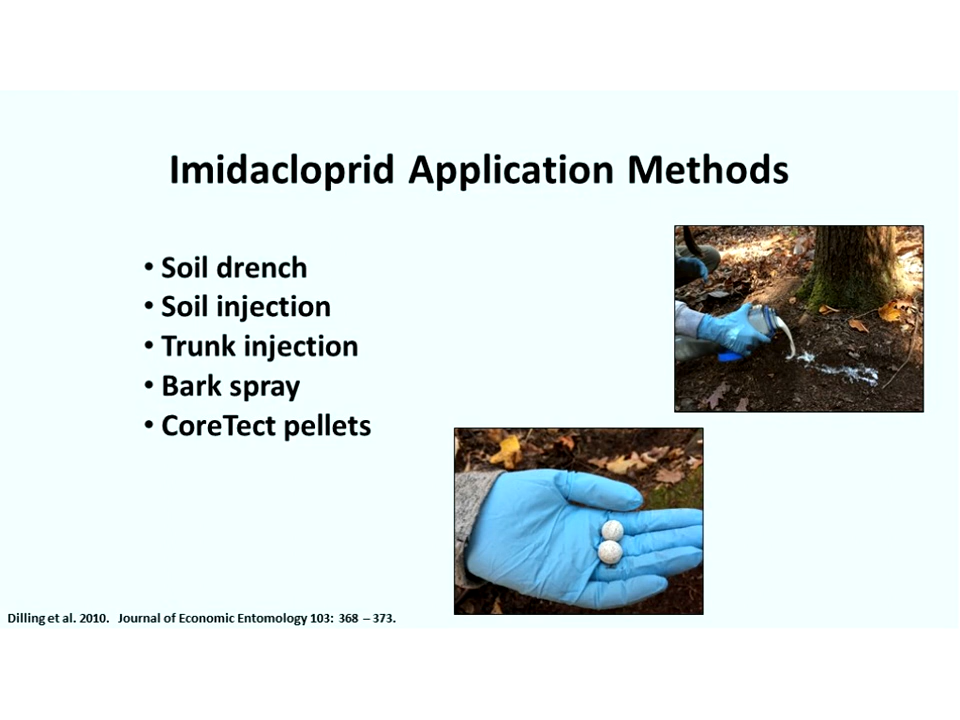 Imidacloprid Application Methods
• Soil drench
• Soil injection
• Trunk injection
• Bark spray
• CoreTect pellets
Dilling et al. 2010.   Journal of Economic Entomology 103: 368 – 373.